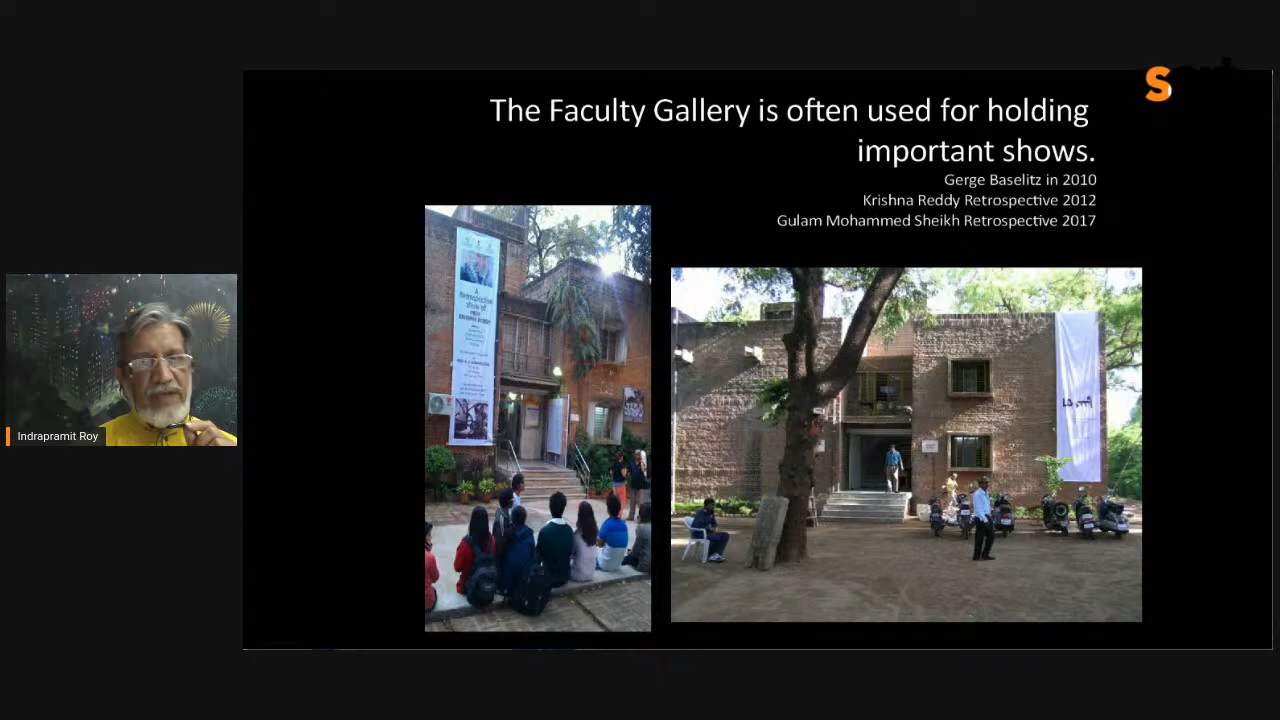 The Faculty Gallery is often used for holding
important shows.
Gerge Baselitz in 2010
Krishna Reddy Retrospective 2012
Gulam Mohammed Sheikh Retrospective 2017
A
Retrospective
Indrapramit Roy